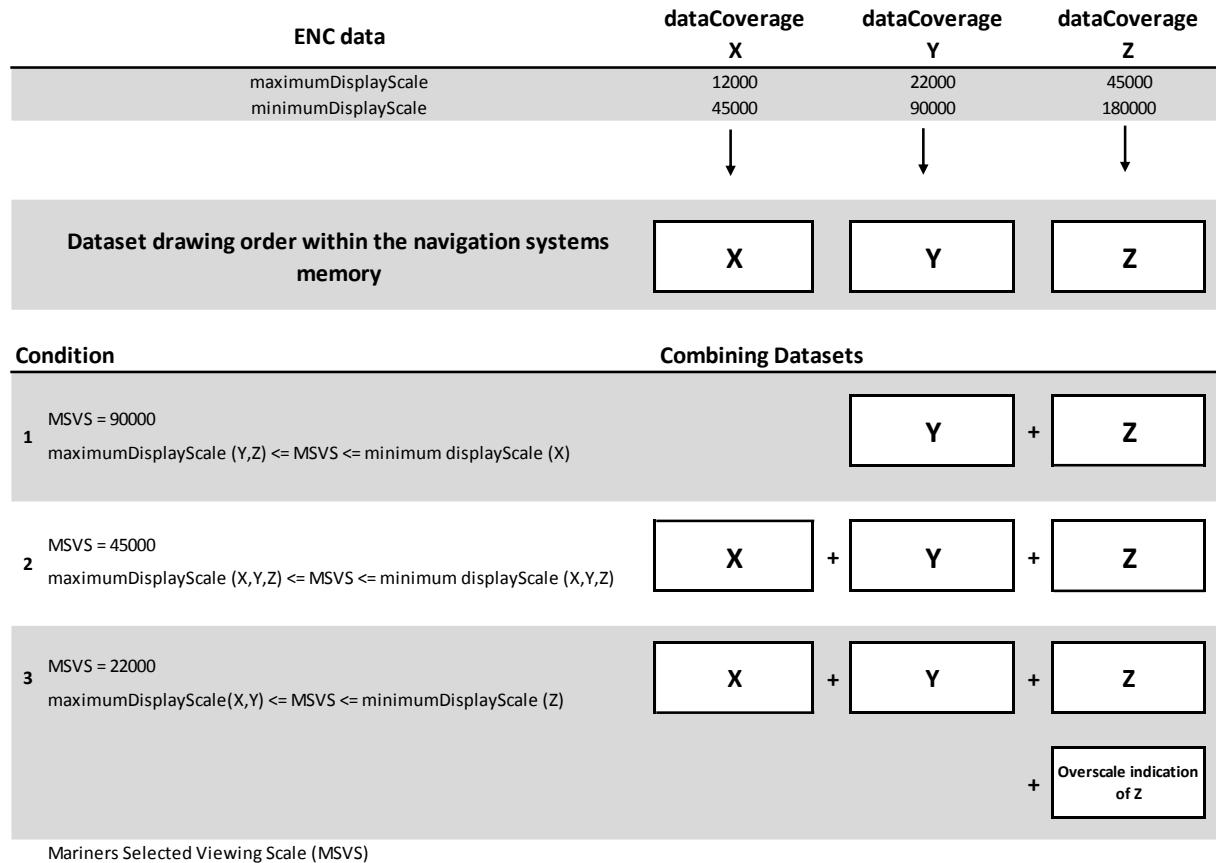 ENC data
dataCoverage X
dataCoverage Y
dataCoverage Z
maximumDisplayScale 12000 22000 45000
minimumDisplayScale 45000 90000 180000
Dataset drawing order within the navigation systems
memory
X Y Z
Condition Combining Datasets
1
MSVS = 90000
maximumDisplayScale (Y,Z) <= MSVS <= minimum displayScale (X)
Y + Z
2
MSVS = 45000
maximumDisplayScale (X,Y,Z) <= MSVS <= minimum displayScale (X,Y,Z)
X + Y + Z
3
MSVS = 22000
maximumDisplayScale(X,Y) <= MSVS <= minimumDisplayScale (Z)
X + Y + Z
+ Overscale indication
of Z
Mariners Selected Viewing Scale (MSVS)